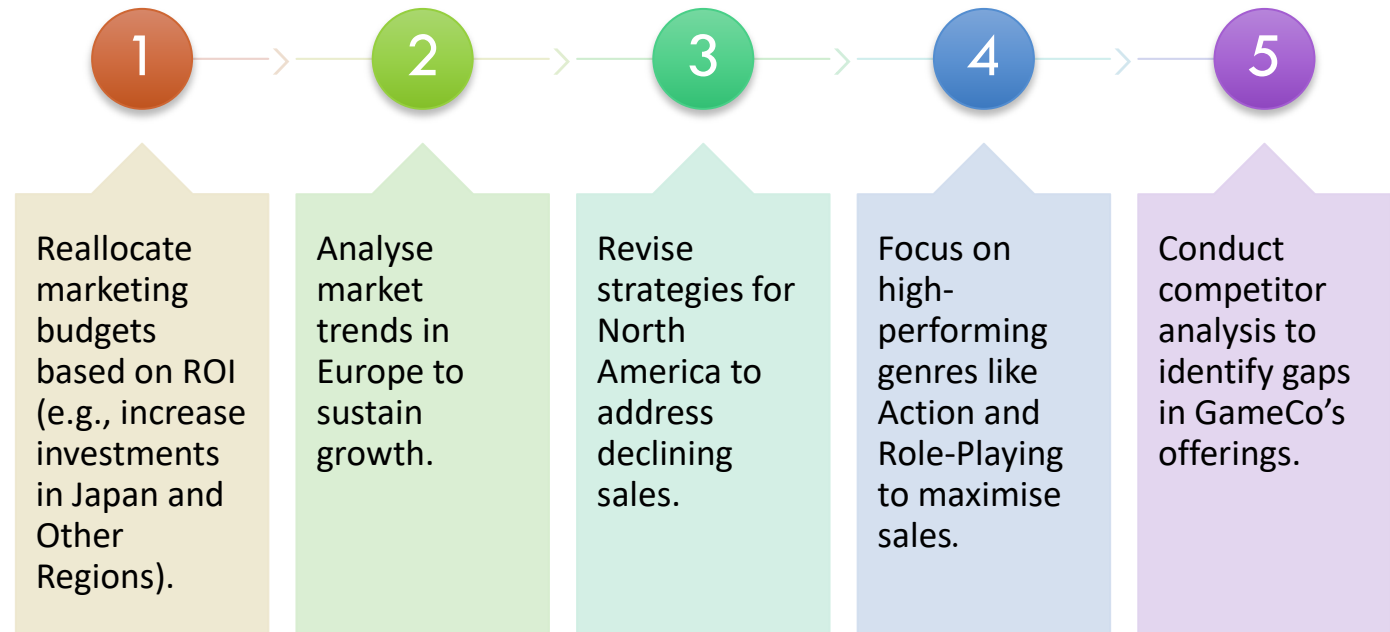 1
2
3
4
5
Reallocate
marketing
budgets
based on ROI
(e.g., increase
investments
in Japan and
Other
Regions).
Analyse
market
trends in
Europe to
sustain
growth.
Revise
strategies for
North
America to
address
declining
sales.
Focus on
high-
performing
genres like
Action and
Role-Playing
to maximise
sales.
Conduct
competitor
analysis to
identify gaps
in GameCo’s
offerings.